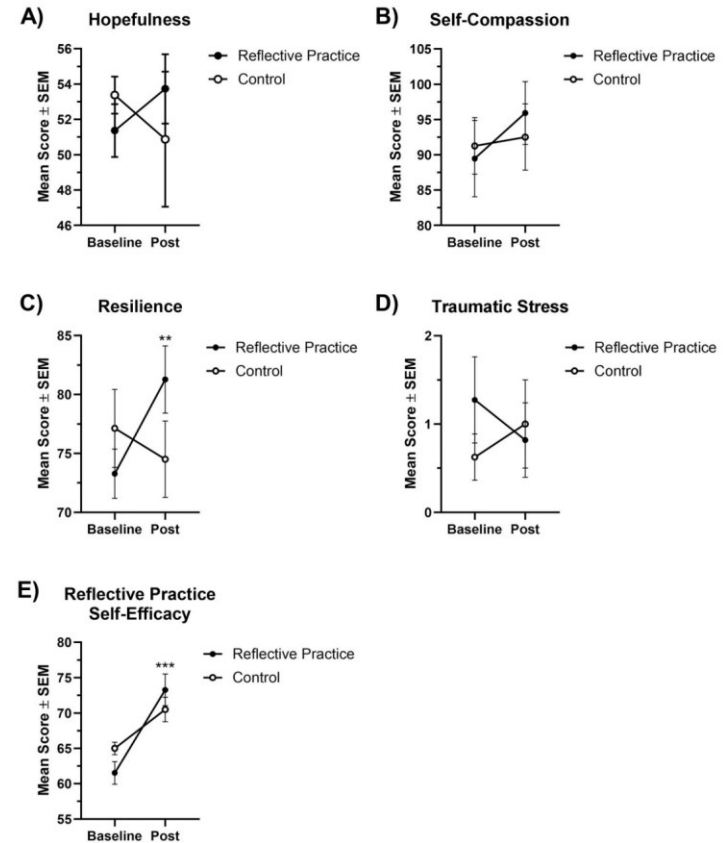 A) Hopefulness
Mean Score ± SEM
56
54
52
50
48
46
Baseline Post
Reflective Practice
Control
B) Self-Compassion
Mean Score ± SEM
105
100
95
90
85
80
Baseline Post
Reflective Practice
Control
C) Resilience
Mean Score ± SEM
85
80
75
70
**
Baseline Post
Reflective Practice
Control
D) Traumatic Stress
Mean Score ± SEM
2
1
0
Baseline Post
Reflective Practice
Control
E) Reflective Practice
Self-Efficacy
Mean Score ± SEM
80
75
70
65
60
55
***
Baseline Post
Reflective Practice
Control